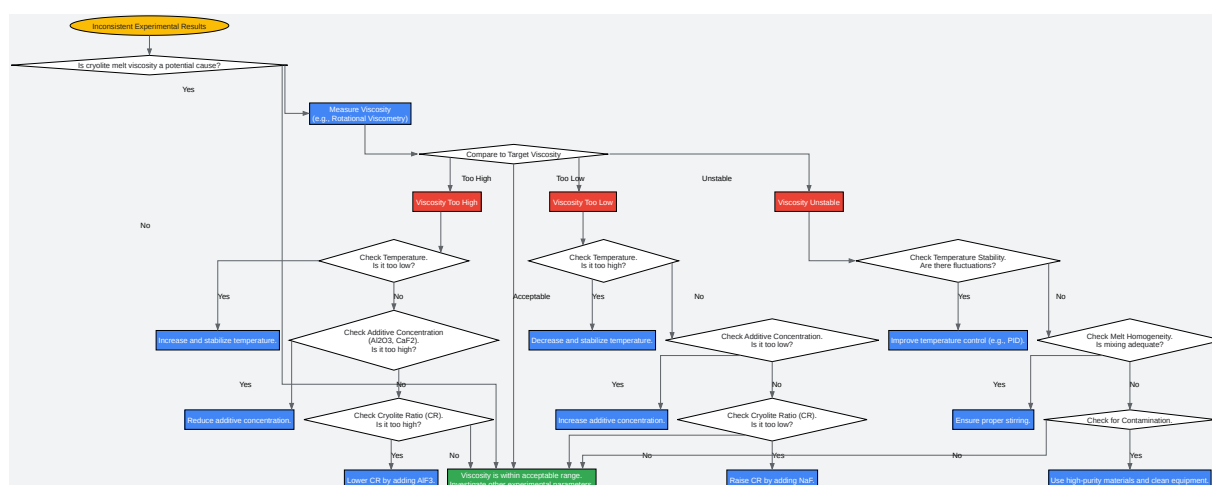 Inconsistent Experimental Results
Is cryolite melt viscosity a potential cause?
Yes
Measure Viscosity
(e.g., Rotational Viscometry)
Compare to Target Viscosity
Too High
Too Low
Unstable
Viscosity Too High
Viscosity Too Low
Viscosity Unstable
No
Check Temperature.
Is it too low?
Check Temperature.
Is it too high?
Check Temperature Stability.
Are there fluctuations?
Yes
No
Acceptable
Yes
No
Yes
No
Increase and stabilize temperature.
Check Additive Concentration
(Al2O3, CaF2).
Is it too high?
Decrease and stabilize temperature.
Check Additive Concentration.
Is it too low?
Improve temperature control (e.g., PID).
Check Melt Homogeneity.
Is mixing adequate?
Yes
No
Yes
No
Yes
No
Reduce additive concentration.
Check Cryolite Ratio (CR).
Is it too high?
Increase additive concentration.
Check Cryolite Ratio (CR).
Is it too low?
Ensure proper stirring.
Check for Contamination.
Yes
No
No
Yes
No
Yes
Lower CR by adding AlF3.
Viscosity is within acceptable range.
Investigate other experimental parameters.
Raise CR by adding NaF.
Use high-purity materials and clean equipment.